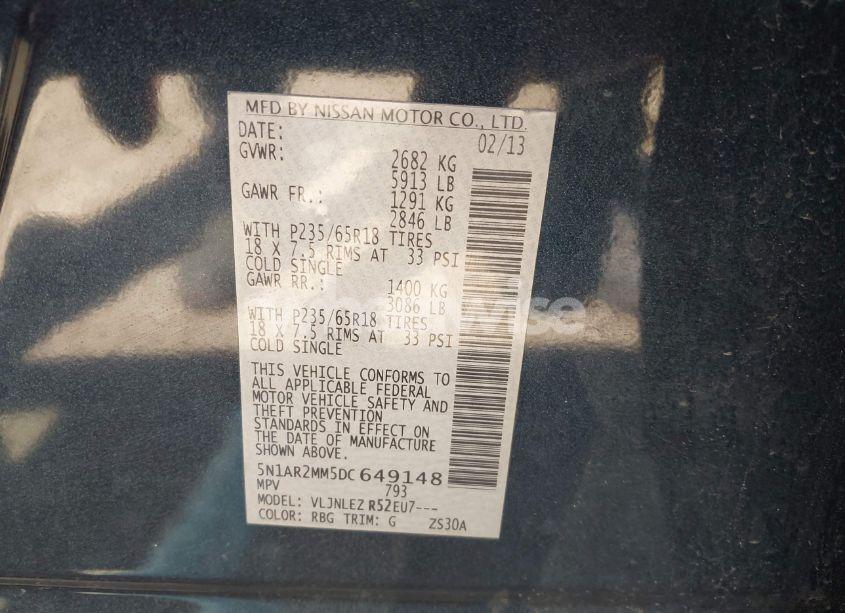 MFD BY NISSAN MOTOR CO., LTD.
DATE: 02/13
GVWR: 2682 KG
5913 LB
GAWR FR.: 1291 KG
2846 LB
WITH P235/65R18 TIRES
18 X 7.5 RIMS AT 33 PSI
COLD SINGLE
GAWR RR.: 1400 KG
3086 LB
WITH P235/65R18 TIRES
18 X 7.5 RIMS AT 33 PSI
COLD SINGLE
THIS VEHICLE CONFORMS TO
ALL APPLICABLE FEDERAL
MOTOR VEHICLE SAFETY AND
THEFT PREVENTION
STANDARDS IN EFFECT ON
THE DATE OF MANUFACTURE
SHOWN ABOVE.
5N1AR2MM5DC649148
MPV 793
MODEL: VLJNLEZ R52EU7---
COLOR: RBG TRIM: G ZS30A